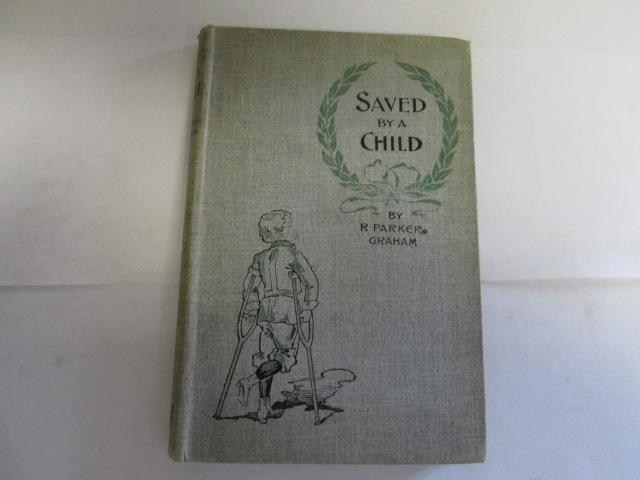 SAVED
BY A
CHILD
BY
R. PARKER
GRAHAM